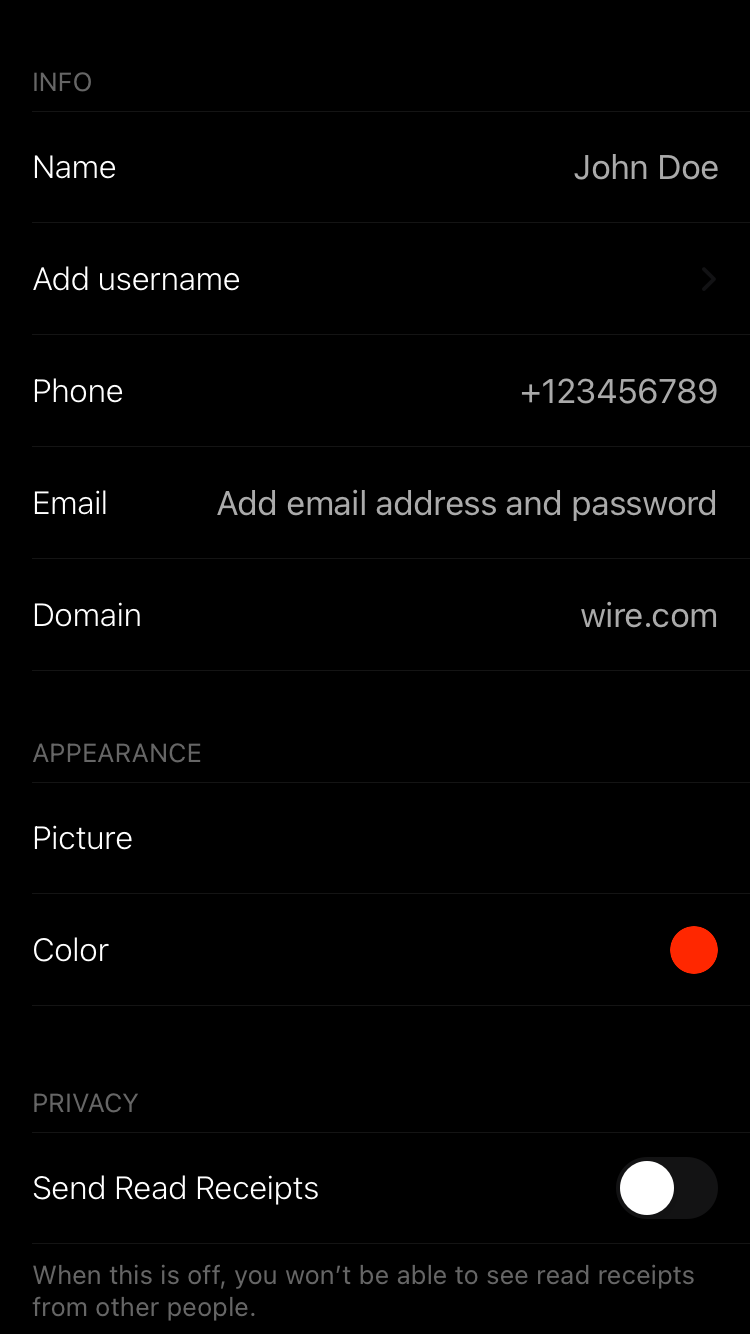 INFO
Name John Doe
Add username
Phone +123456789
Email Add email address and password
Domain wire.com
APPEARANCE
Picture
Color
PRIVACY
Send Read Receipts
When this is off, you won’t be able to see read receipts
from other people.